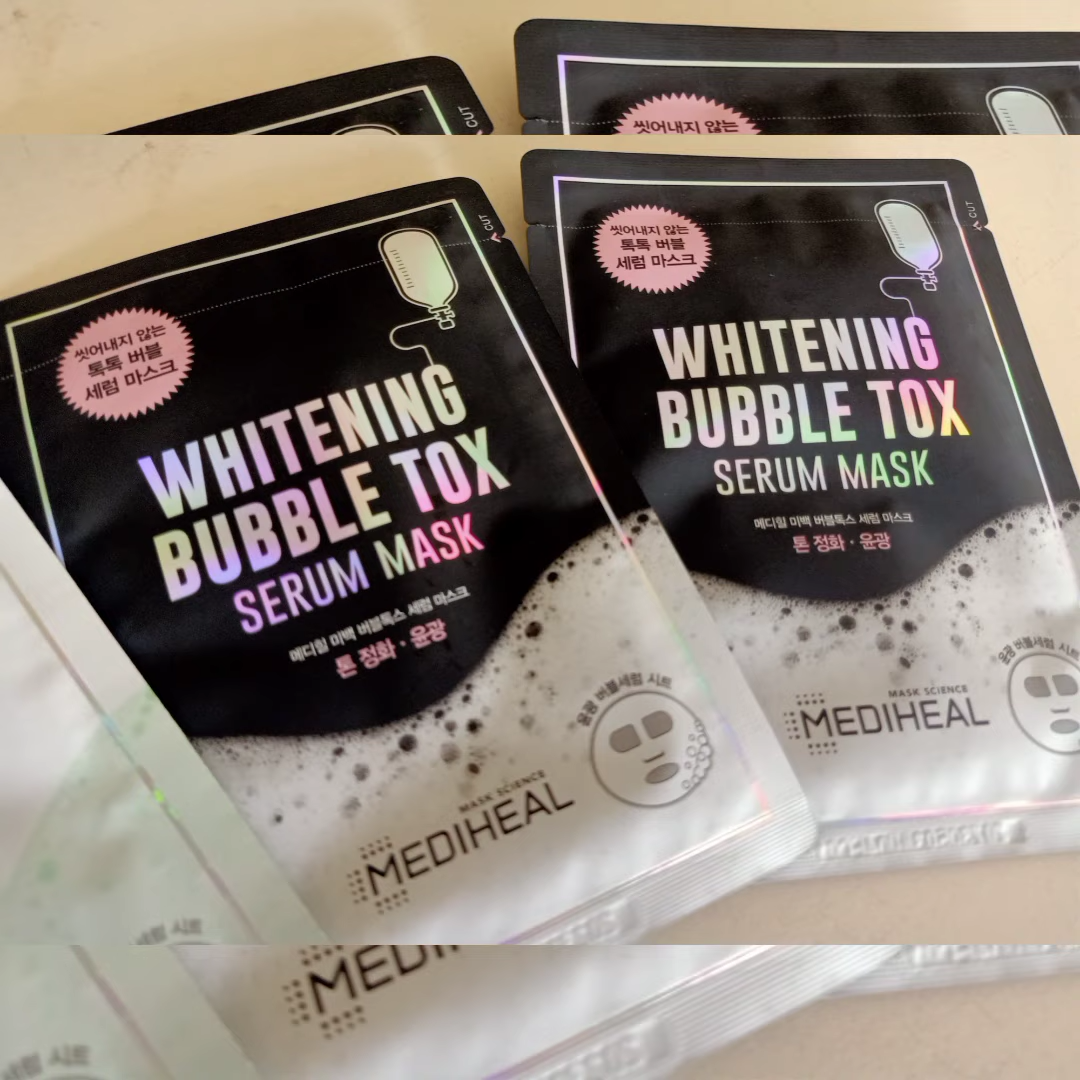 CUT
씻어내지 않는
CUT
씻어내지 않는
톡톡 버블
세럼 마스크
WHITENING
BUBBLE TOX
SERUM MASK
메디힐 미백 버블톡스 세럼 마스크
톤 정화 · 윤광
윤광 버블세럼 시트
MASK SCIENCE
MEDIHEAL
CUT
씻어내지 않는
톡톡 버블
세럼 마스크
WHITENING
BUBBLE TOX
SERUM MASK
메디힐 미백 버블톡스 세럼 마스크
톤 정화 · 윤광
윤광 버블세럼 시트
MASK SCIENCE
MEDIHEAL
시트
시트